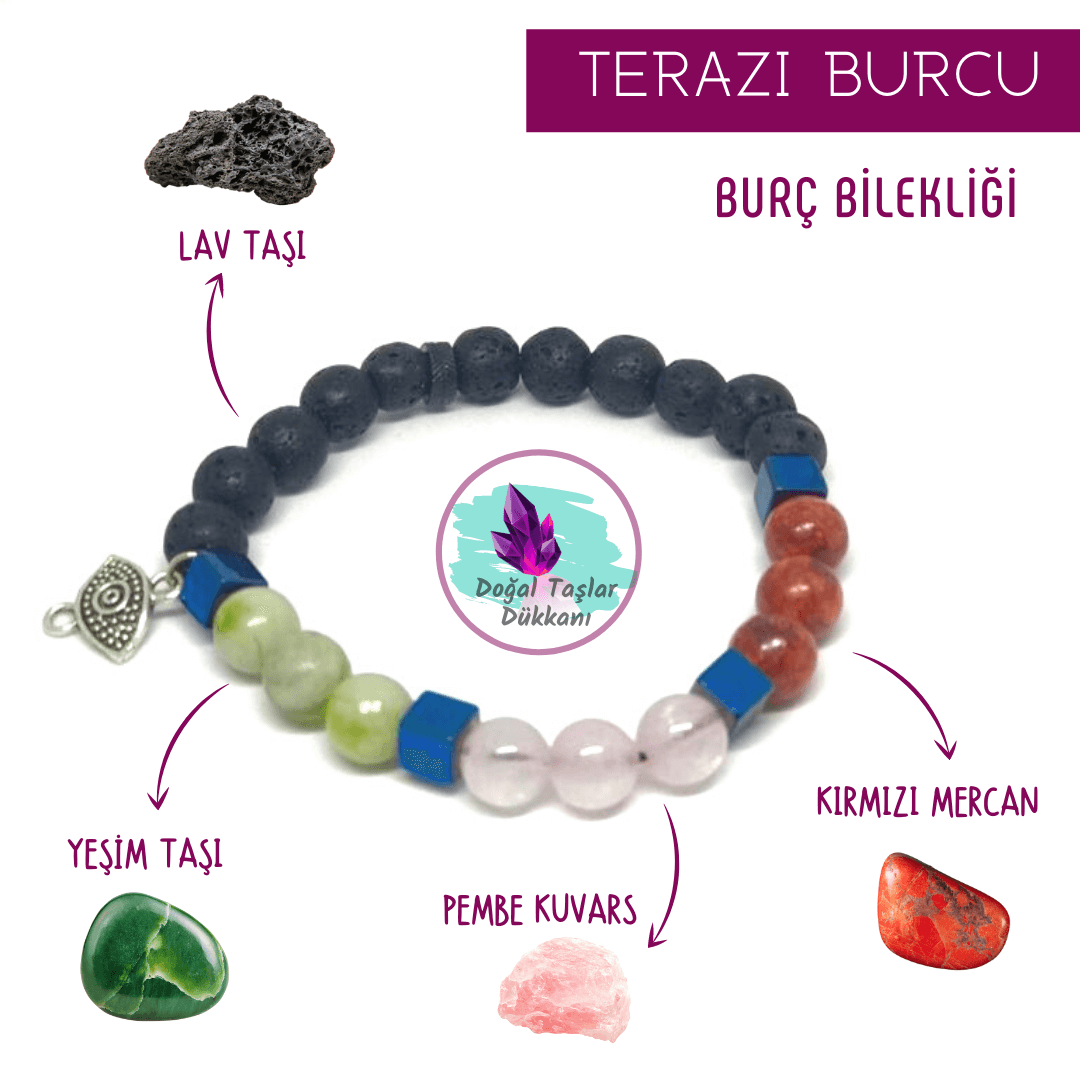 TERAZI BURCU
BURÇ BİLEKLİĞİ
LAV TAŞI
Doğal Taşlar
Dükkanı
KIRMIZI MERCAN
YEŞİM TAŞI
PEMBE KUVARS